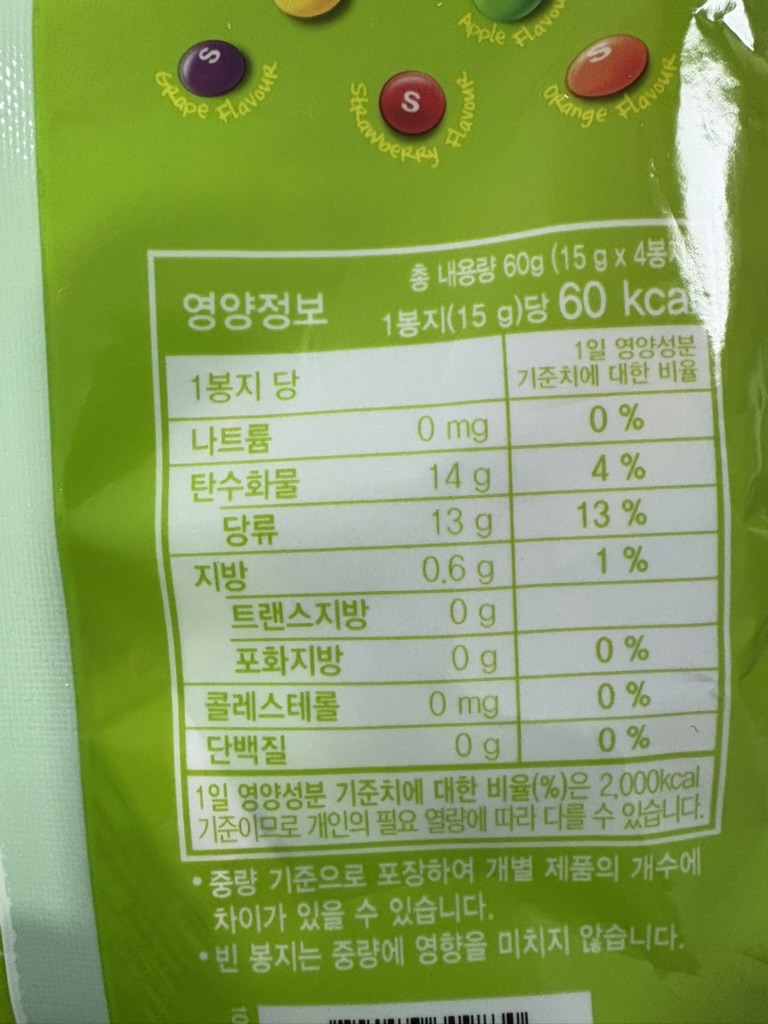 Apple Flavou
S
Grape Flavour
S
Strawberry Flavour
S
Orange Flavour
영양정보
총 내용량 60g (15 g x 4봉
1봉지(15 g)당 60 kca
1봉지 당
1일 영양성분
기준치에 대한 비율
나트륨 0 mg 0 %
탄수화물 14 g 4 %
당류 13 g 13 %
지방 0.6 g 1 %
트랜스지방 0 g
포화지방 0 g 0 %
콜레스테롤 0 mg 0 %
단백질 0 g 0 %
1일 영양성분 기준치에 대한 비율(%)은 2,000kcal
기준이므로 개인의 필요 열량에 따라 다를 수 있습니다.
• 중량 기준으로 포장하여 개별 제품의 개수에
차이가 있을 수 있습니다.
• 빈 봉지는 중량에 영향을 미치지 않습니다.